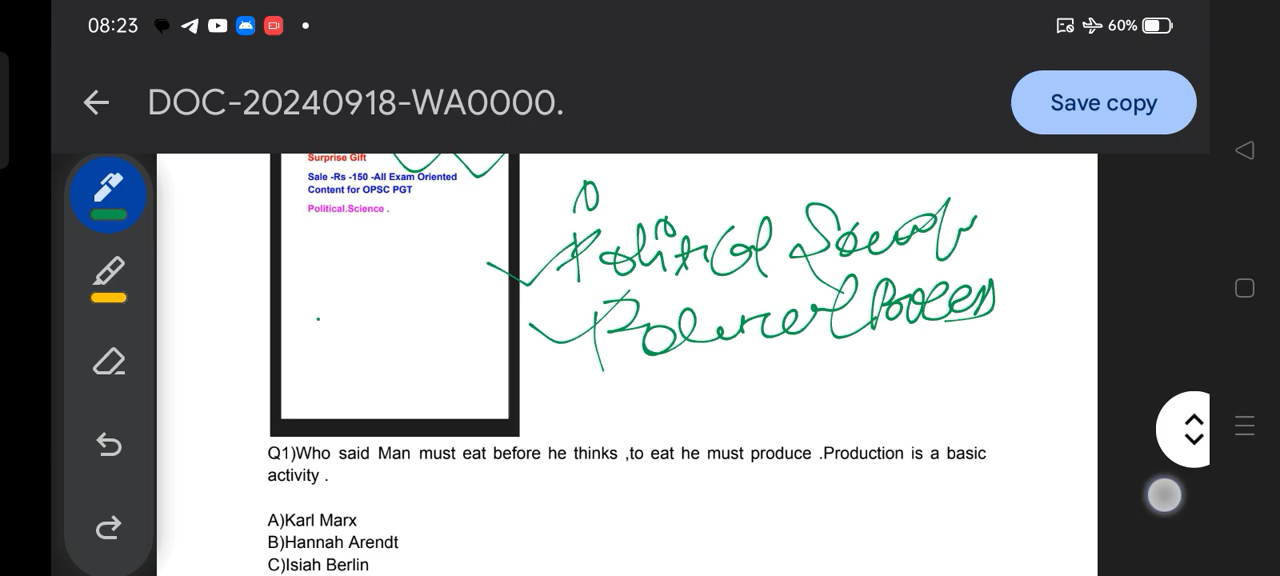 08:23
60%
DOC-20240918-WA0000.
Save copy
Surprise Gift
Sale -Rs -150 -All Exam Oriented
Content for OPSC PGT
Political.Science .
Political
Q1)Who said Man must eat before he thinks ,to eat he must produce .Production is a basic
activity .
A)Karl Marx
B)Hannah Arendt
C)Isiah Berlin